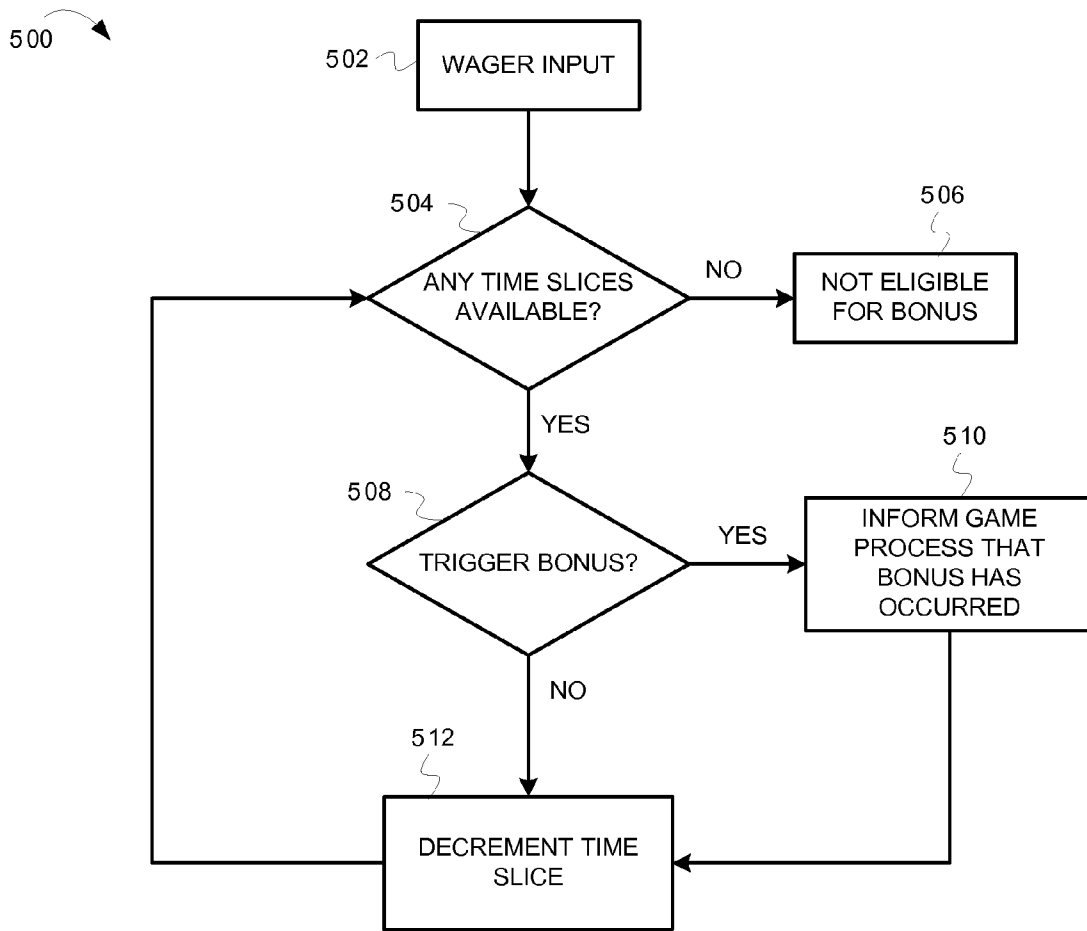 500
502
WAGER INPUT
504
ANY TIME SLICES
AVAILABLE?
NO
506
NOT ELIGIBLE
FOR BONUS
YES
508
TRIGGER BONUS?
YES
510
INFORM GAME
PROCESS THAT
BONUS HAS
OCCURRED
NO
512
DECREMENT TIME
SLICE